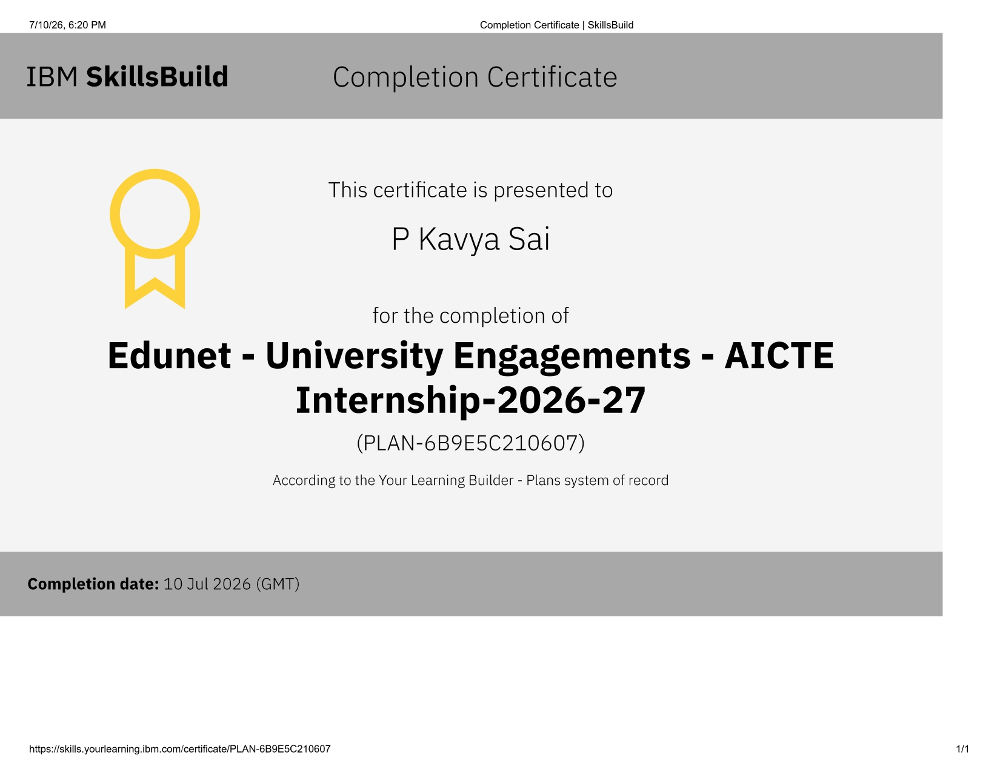 7/10/26, 6:20 PM
Completion Certificate | SkillsBuild
IBM SkillsBuild
Completion Certificate
This certificate is presented to
P Kavya Sai
for the completion of
Edunet - University Engagements - AICTE
Internship-2026-27
(PLAN-6B9E5C210607)
According to the Your Learning Builder - Plans system of record
Completion date: 10 Jul 2026 (GMT)
https://skills.yourlearning.ibm.com/certificate/PLAN-6B9E5C210607
1/1